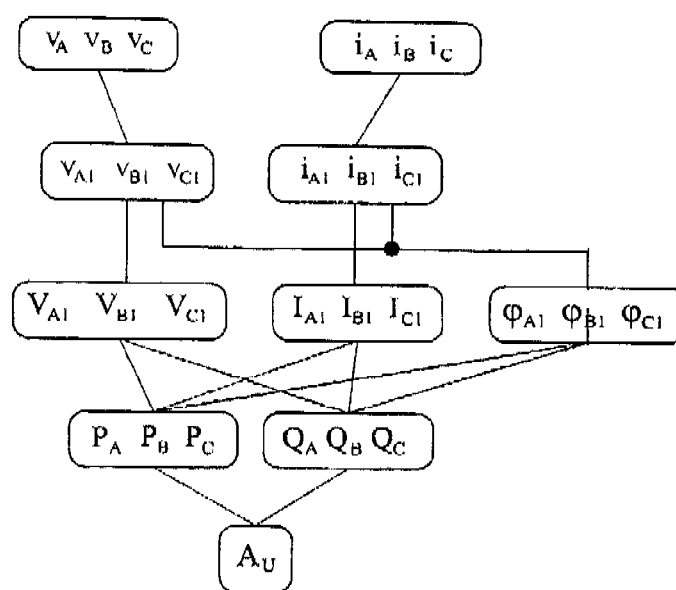 v_A v_B v_C
i_A i_B i_C
v_A1 v_B1 v_C1
i_A1 i_B1 i_C1
V_A1 V_B1 V_C1
I_A1 I_B1 I_C1
φ_A1 φ_B1 φ_C1
P_A P_B P_C
Q_A Q_B Q_C
A_U